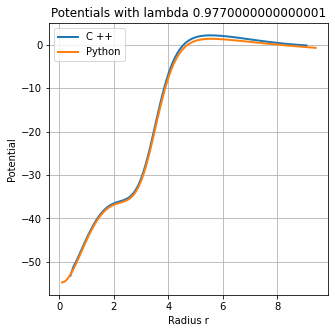 Potentials with lambda 0.9770000000000001
C ++
Python
0
−10
−20
−30
−40
−50
Potential
0 2 4 6 8
Radius r